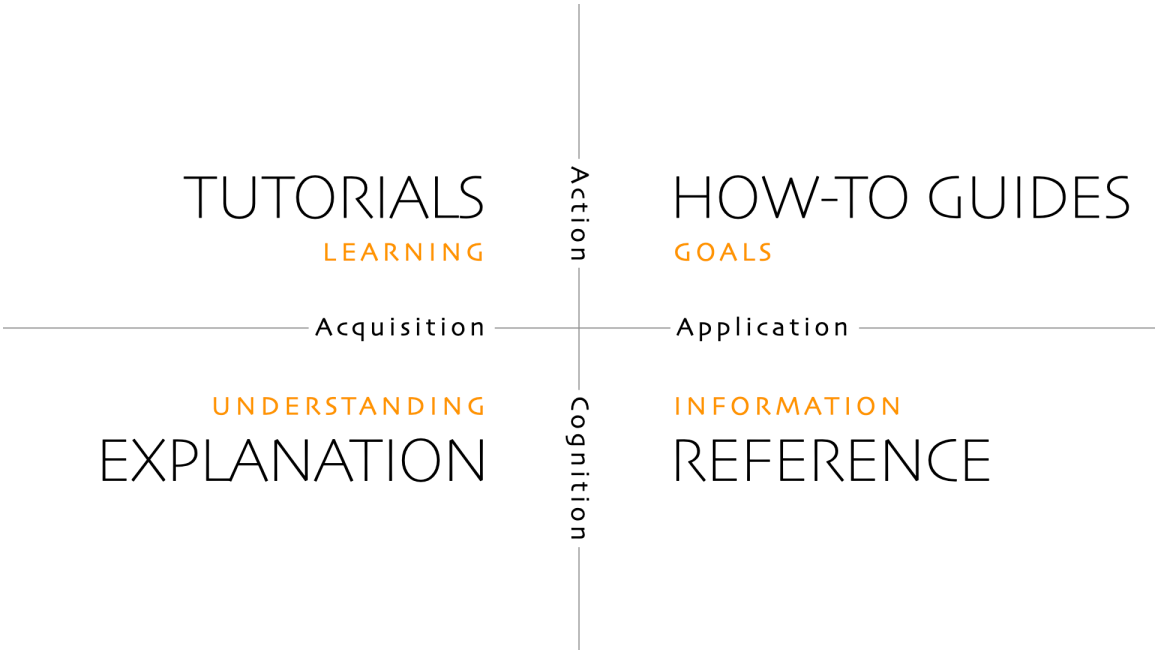 TUTORIALS
LEARNING
Action
HOW-TO GUIDES
GOALS
Acquisition
Application
UNDERSTANDING
EXPLANATION
Cognition
INFORMATION
REFERENCE